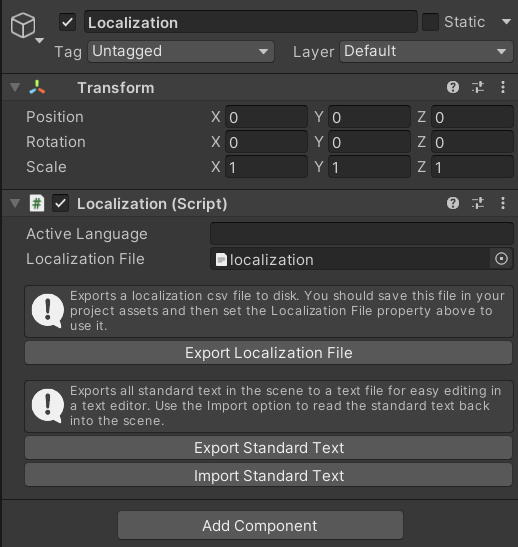 Localization
Static
Tag Untagged Layer Default
Transform
Position X 0 Y 0 Z 0
Rotation X 0 Y 0 Z 0
Scale X 1 Y 1 Z 1
# Localization (Script)
Active Language
Localization File localization
Exports a localization csv file to disk. You should save this file in your
project assets and then set the Localization File property above to
use it.
Export Localization File
Exports all standard text in the scene to a text file for easy editing in
a text editor. Use the Import option to read the standard text back
into the scene.
Export Standard Text
Import Standard Text
Add Component